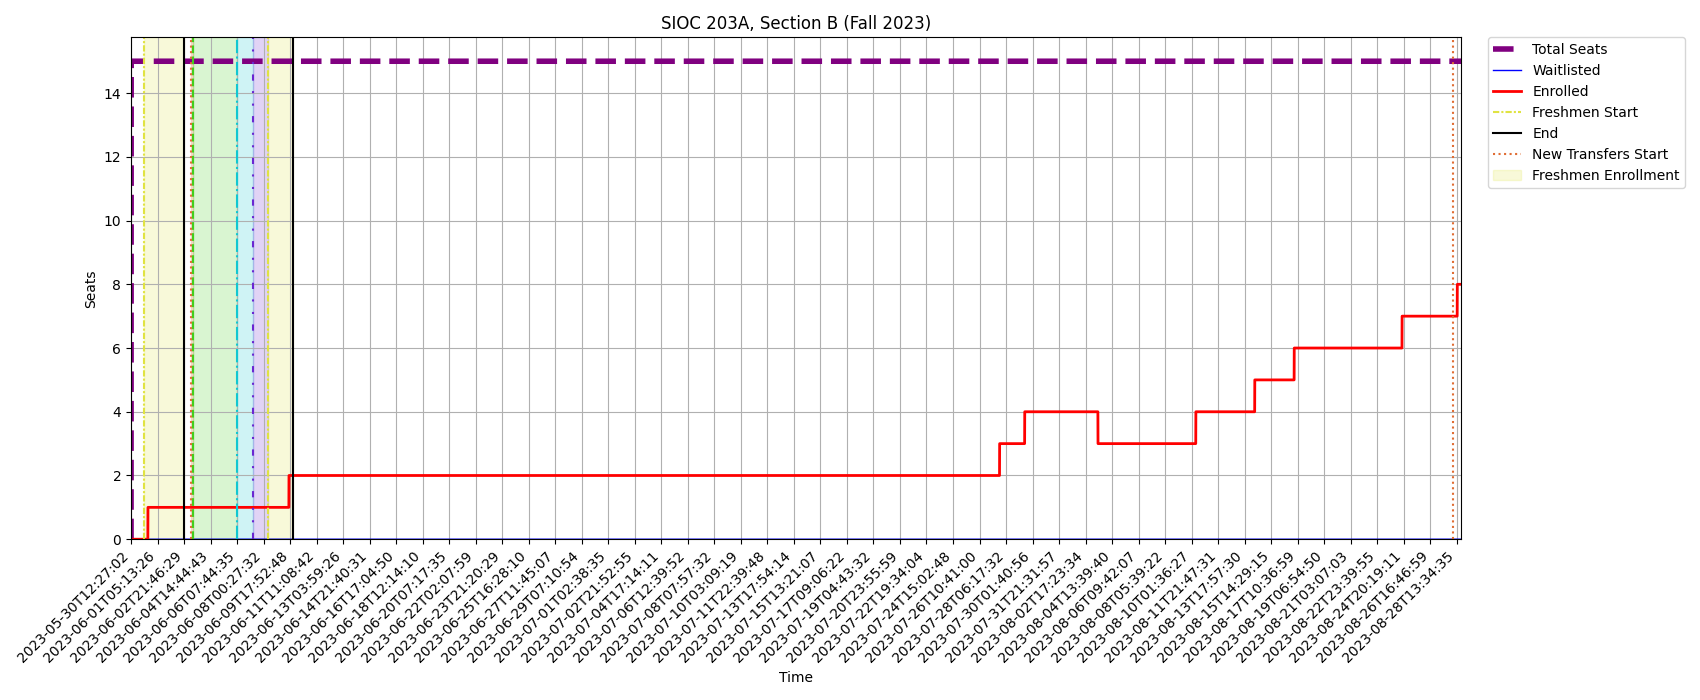 SIOC 203A, Section B (Fall 2023)
Total Seats
Waitlisted
Enrolled
Freshmen Start
End
New Transfers Start
Freshmen Enrollment
Seats
14
12
10
8
6
4
2
0
2023-05-30T12:27:02
2023-06-01T05:13:26
2023-06-02T21:46:29
2023-06-04T14:44:43
2023-06-06T07:44:35
2023-06-08T00:27:32
2023-06-09T17:52:48
2023-06-11T11:08:42
2023-06-13T03:59:26
2023-06-14T21:40:31
2023-06-16T17:04:50
2023-06-18T12:14:10
2023-06-20T07:17:35
2023-06-22T02:07:59
2023-06-23T21:20:29
2023-06-25T16:28:10
2023-06-27T11:45:07
2023-06-29T07:10:54
2023-07-01T02:38:35
2023-07-02T21:52:55
2023-07-04T17:14:11
2023-07-06T12:39:52
2023-07-08T07:57:32
2023-07-10T03:09:19
2023-07-11T22:39:48
2023-07-13T17:54:14
2023-07-15T13:21:07
2023-07-17T09:06:22
2023-07-19T04:43:32
2023-07-20T23:55:59
2023-07-22T19:34:04
2023-07-24T15:02:48
2023-07-26T10:41:00
2023-07-28T06:17:32
2023-07-30T01:40:56
2023-07-31T21:31:57
2023-08-02T17:23:34
2023-08-04T13:39:40
2023-08-06T09:42:07
2023-08-08T05:39:22
2023-08-10T01:36:27
2023-08-11T21:47:31
2023-08-13T17:57:30
2023-08-15T14:29:15
2023-08-17T10:36:59
2023-08-19T06:54:50
2023-08-21T03:07:03
2023-08-22T23:39:55
2023-08-24T20:19:11
2023-08-26T16:46:59
2023-08-28T13:34:35
Time